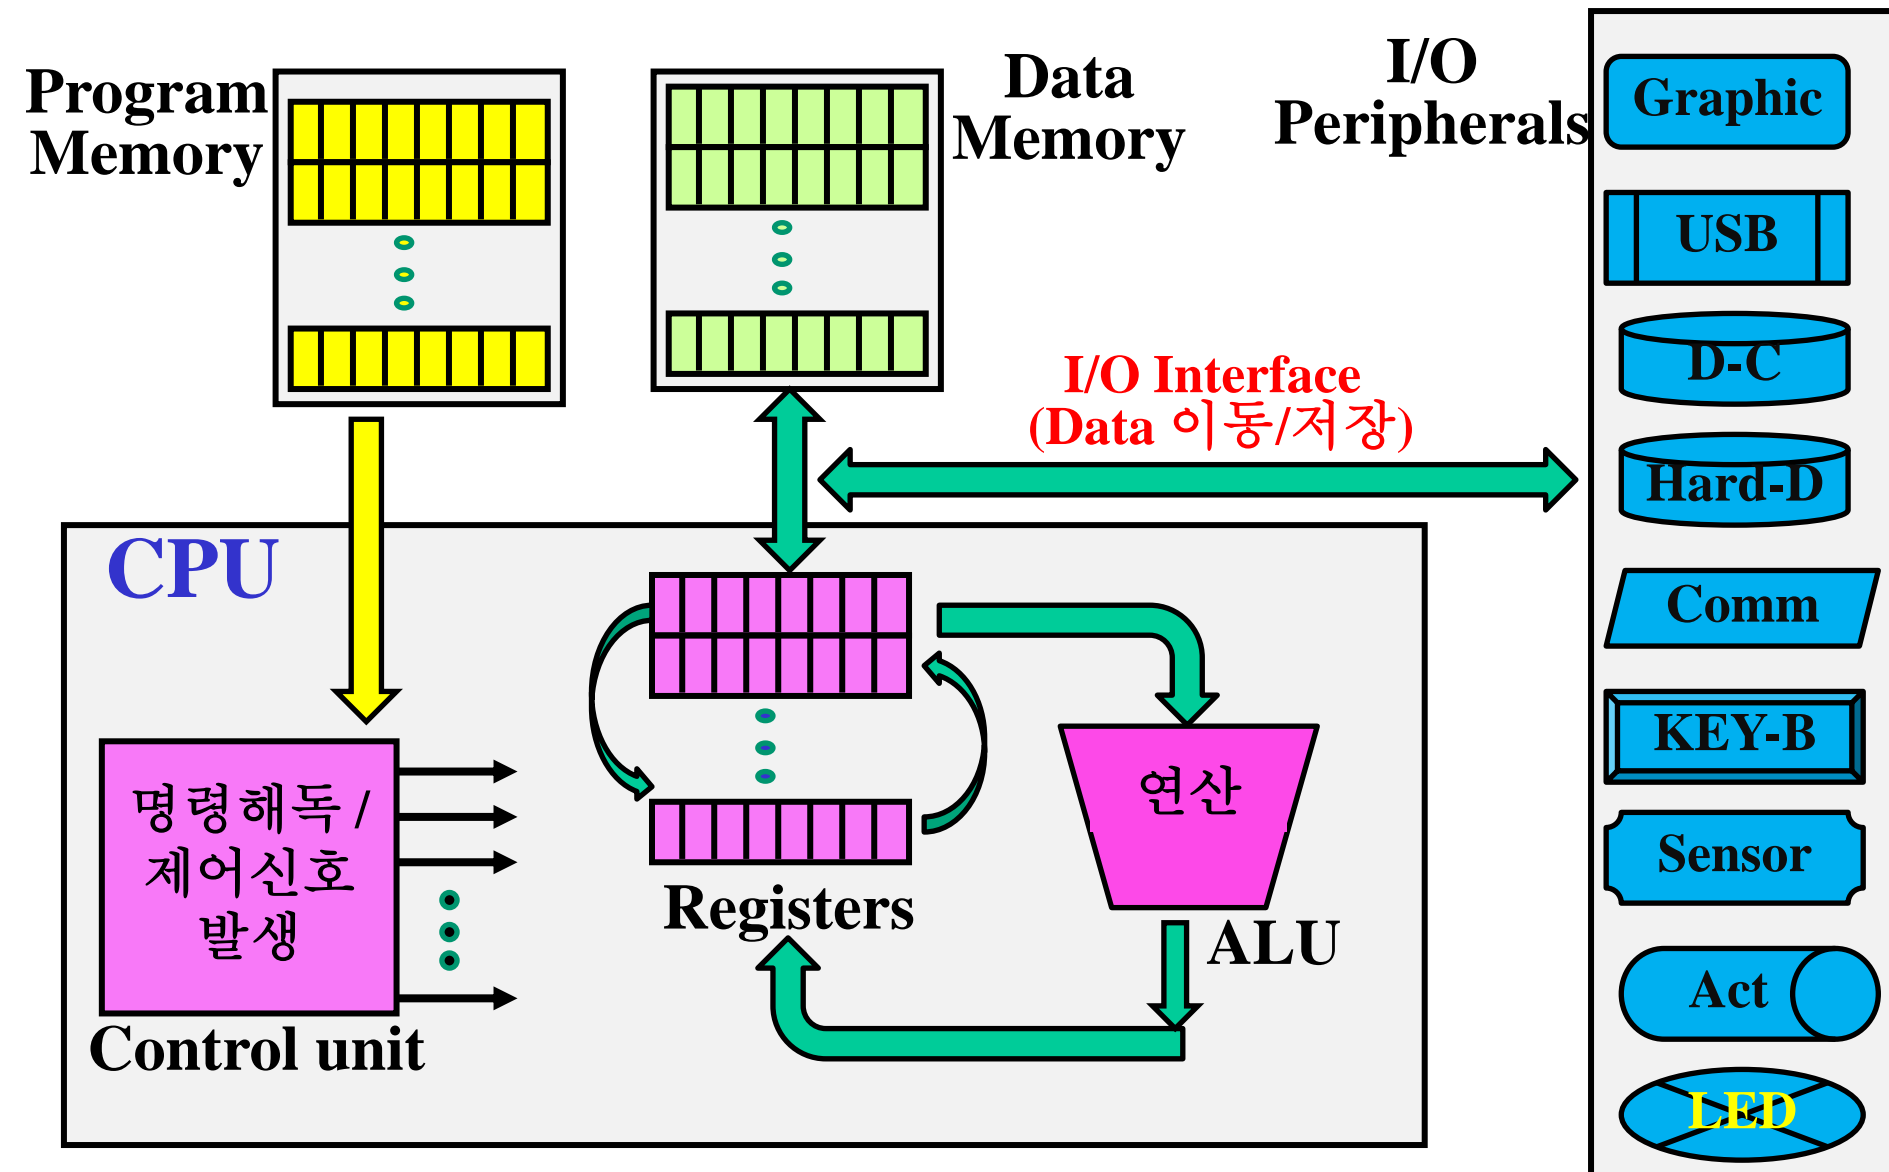 Program
Memory
Data
Memory
I/O
Peripherals
Graphic
USB
D-C
Hard-D
Comm
KEY-B
Sensor
Act
LED
I/O Interface
(Data 이동/저장)
CPU
명령해독 /
제어신호
발생
Control unit
Registers
연산
ALU